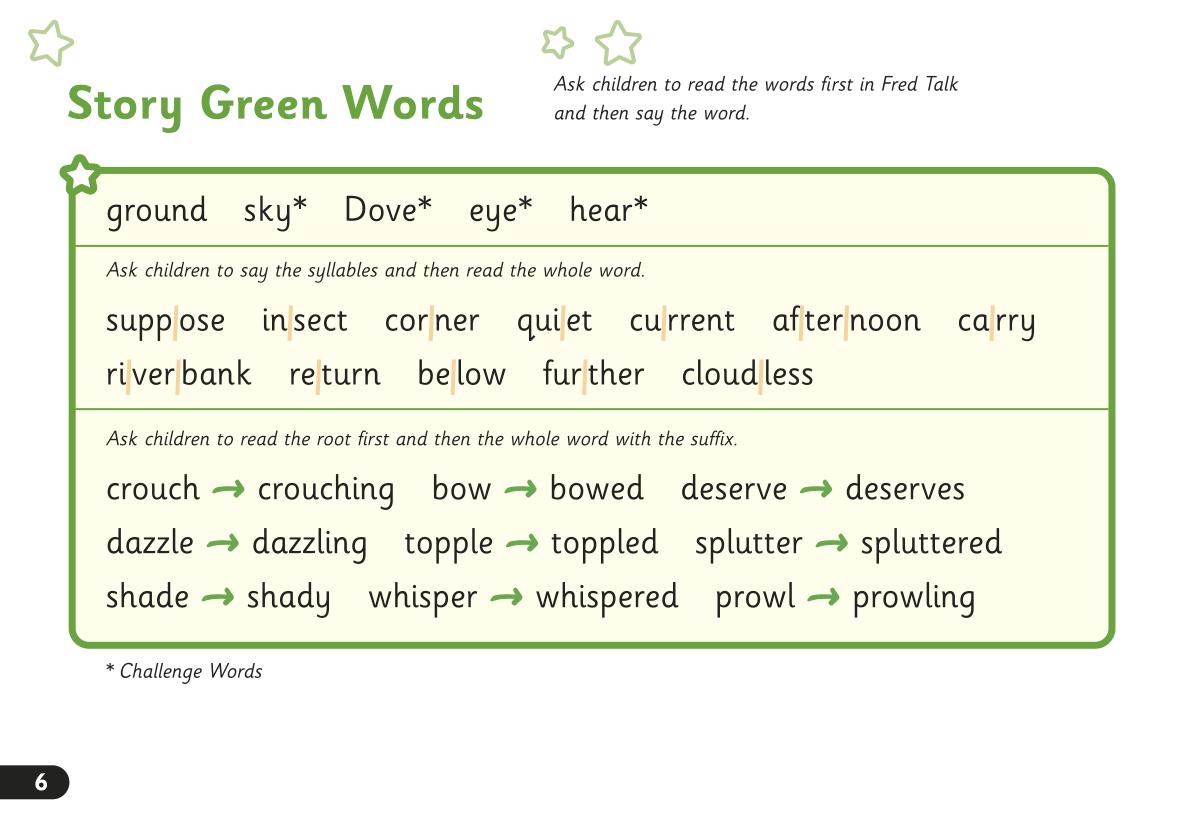 Story Green Words
Ask children to read the words first in Fred Talk
and then say the word.
ground sky* Dove* eye* hear*
Ask children to say the syllables and then read the whole word.
supp|ose in|sect cor|ner qui|et cu|rrent af|ter|noon ca|rry
ri|ver|bank re|turn be|low fur|ther cloud|less
Ask children to read the root first and then the whole word with the suffix.
crouch → crouching bow → bowed deserve → deserves
dazzle → dazzling topple → toppled splutter → spluttered
shade → shady whisper → whispered prowl → prowling
* Challenge Words
6